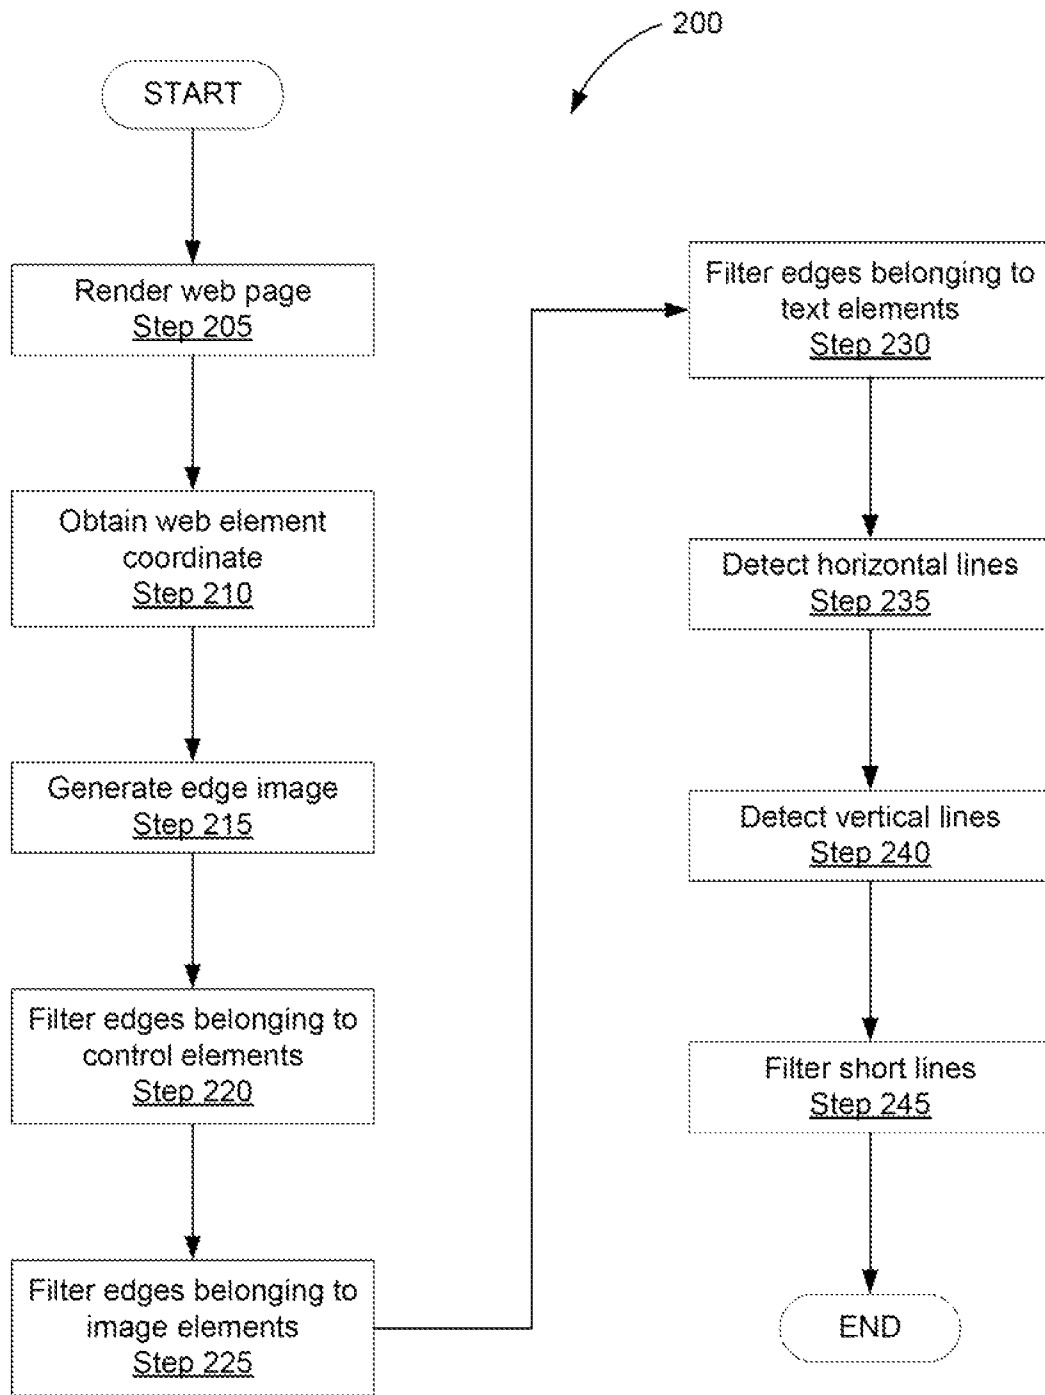 200
START
Render web page
Step 205
Obtain web element
coordinate
Step 210
Generate edge image
Step 215
Filter edges belonging to
control elements
Step 220
Filter edges belonging to
image elements
Step 225
Filter edges belonging to
text elements
Step 230
Detect horizontal lines
Step 235
Detect vertical lines
Step 240
Filter short lines
Step 245
END